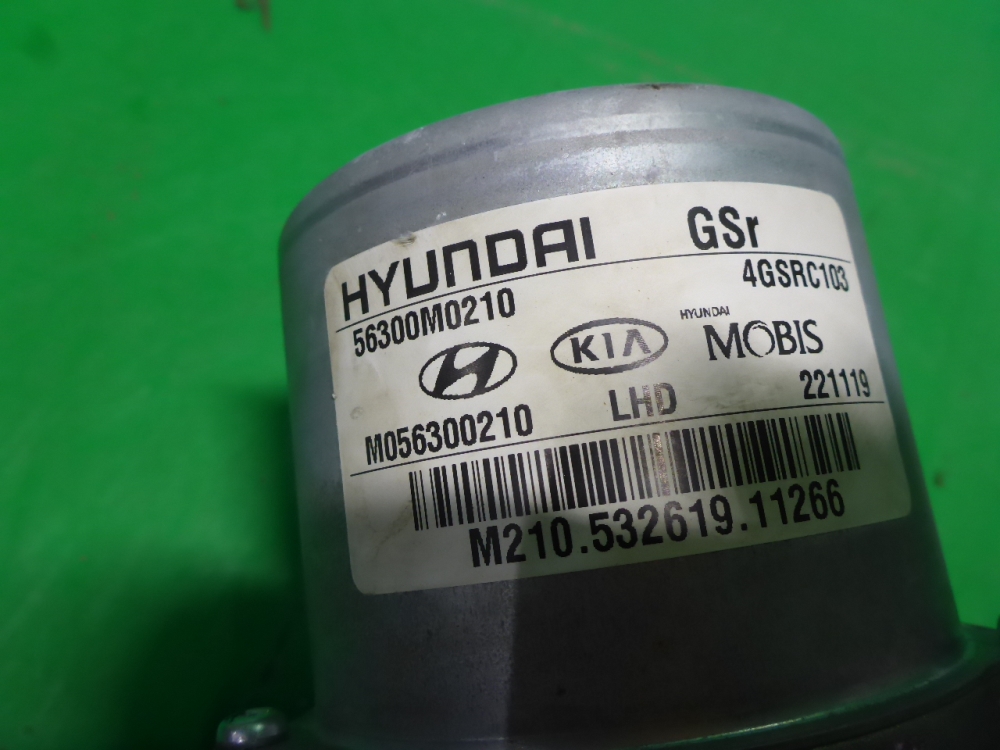 HYUNDAI GSr
56300M0210 4GSRC103
KIA HYUNDAI MOBIS
M056300210 LHD 221119
M210.532619.11266